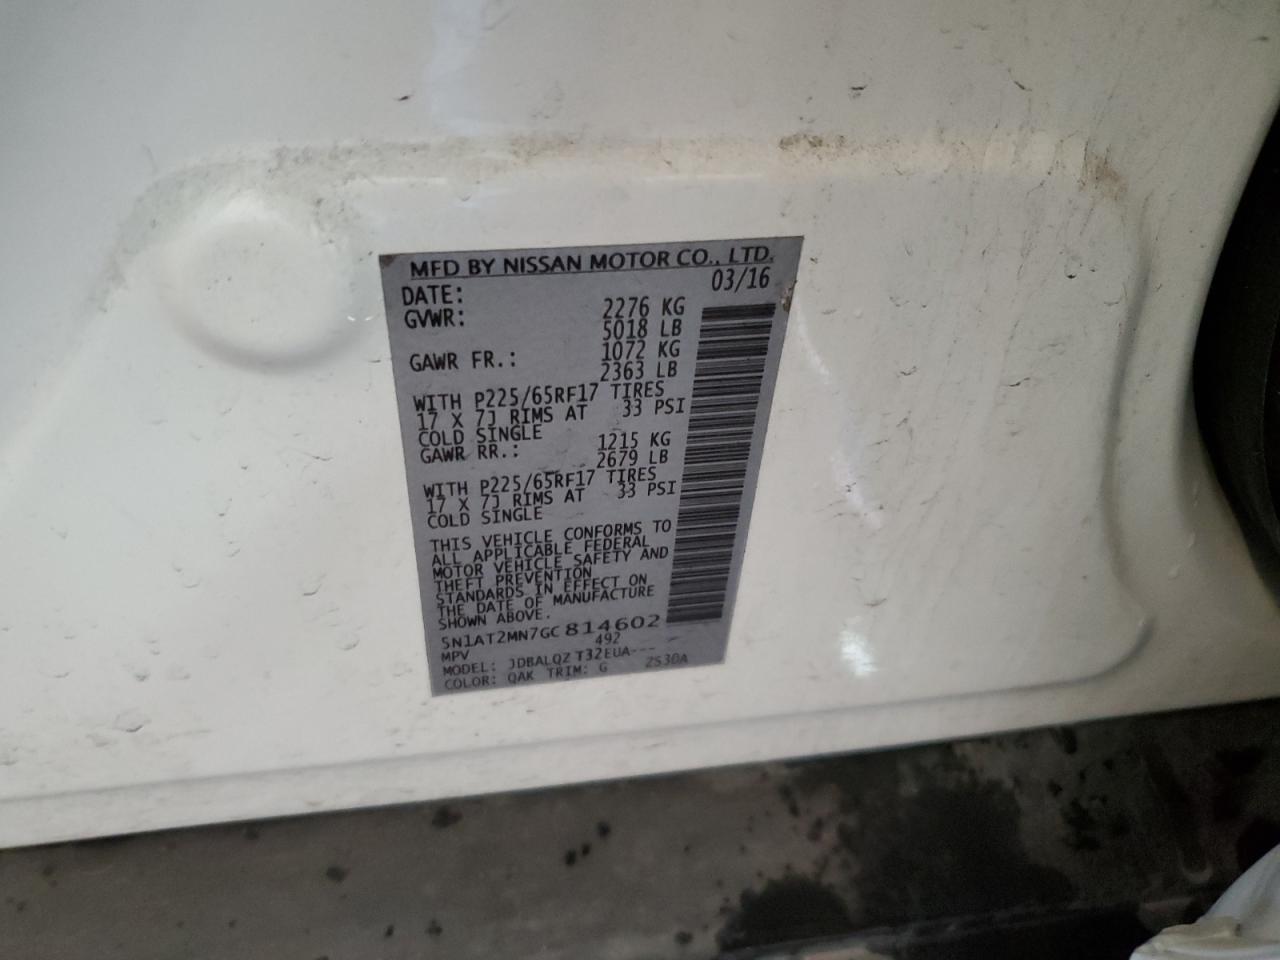 MFD BY NISSAN MOTOR CO., LTD.
DATE: 03/16
GVWR: 2276 KG
5018 LB
GAWR FR.: 1072 KG
2363 LB
WITH P225/65RF17 TIRES
17 X 7J RIMS AT 33 PSI
COLD SINGLE
GAWR RR.: 1215 KG
2679 LB
WITH P225/65RF17 TIRES
17 X 7J RIMS AT 33 PSI
COLD SINGLE
THIS VEHICLE CONFORMS TO
ALL APPLICABLE FEDERAL
MOTOR VEHICLE SAFETY AND
THEFT PREVENTION
STANDARDS IN EFFECT ON
THE DATE OF MANUFACTURE
SHOWN ABOVE.
5N1AT2MN7GC814602
MPV 492
MODEL: JDBALQZ T32EUA---
COLOR: QAK TRIM: G ZS30A